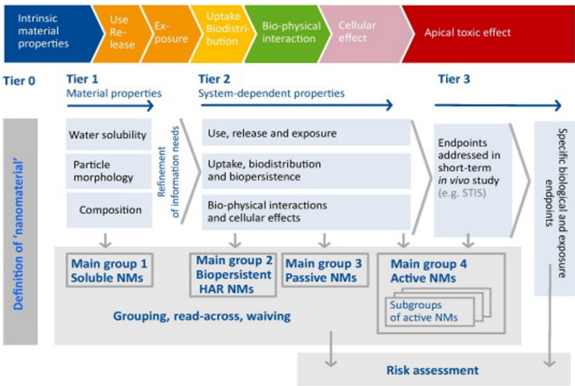 Intrinsic
material
properties
Use
Re-
lease
Ex-
posure
Uptake
Biodistri-
bution
Bio-physical
interaction
Cellular
effect
Apical toxic effect
Tier 0
Tier 1
Material properties
Tier 2
System-dependent properties
Tier 3
Definition of ‘nanomaterial’
Water solubility
Particle
morphology
Composition
Refinement
of information needs
Use, release and exposure
Uptake, biodistribution
and biopersistence
Bio-physical interactions
and cellular effects
Endpoints
addressed in
short-term
in vivo study
(e.g. STIS)
Specific biological and exposure
endpoints
Main group 1
Soluble NMs
Main group 2
Biopersistent
HAR NMs
Main group 3
Passive NMs
Main group 4
Active NMs
Subgroups
of active NMs
Grouping, read-across, waiving
Risk assessment